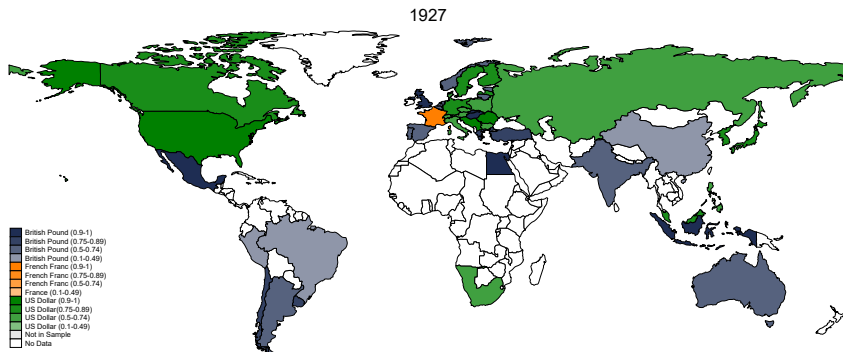 1927
British Pound (0.9-1)
British Pound (0.75-0.89)
British Pound (0.5-0.74)
British Pound (0.1-0.49)
French Franc (0.9-1)
French Franc (0.75-0.89)
French Franc (0.5-0.74)
France (0.1-0.49)
US Dollar (0.9-1)
US Dollar(0.75-0.89)
US Dollar (0.5-0.74)
US Dollar (0.1-0.49)
Not in Sample
No Data